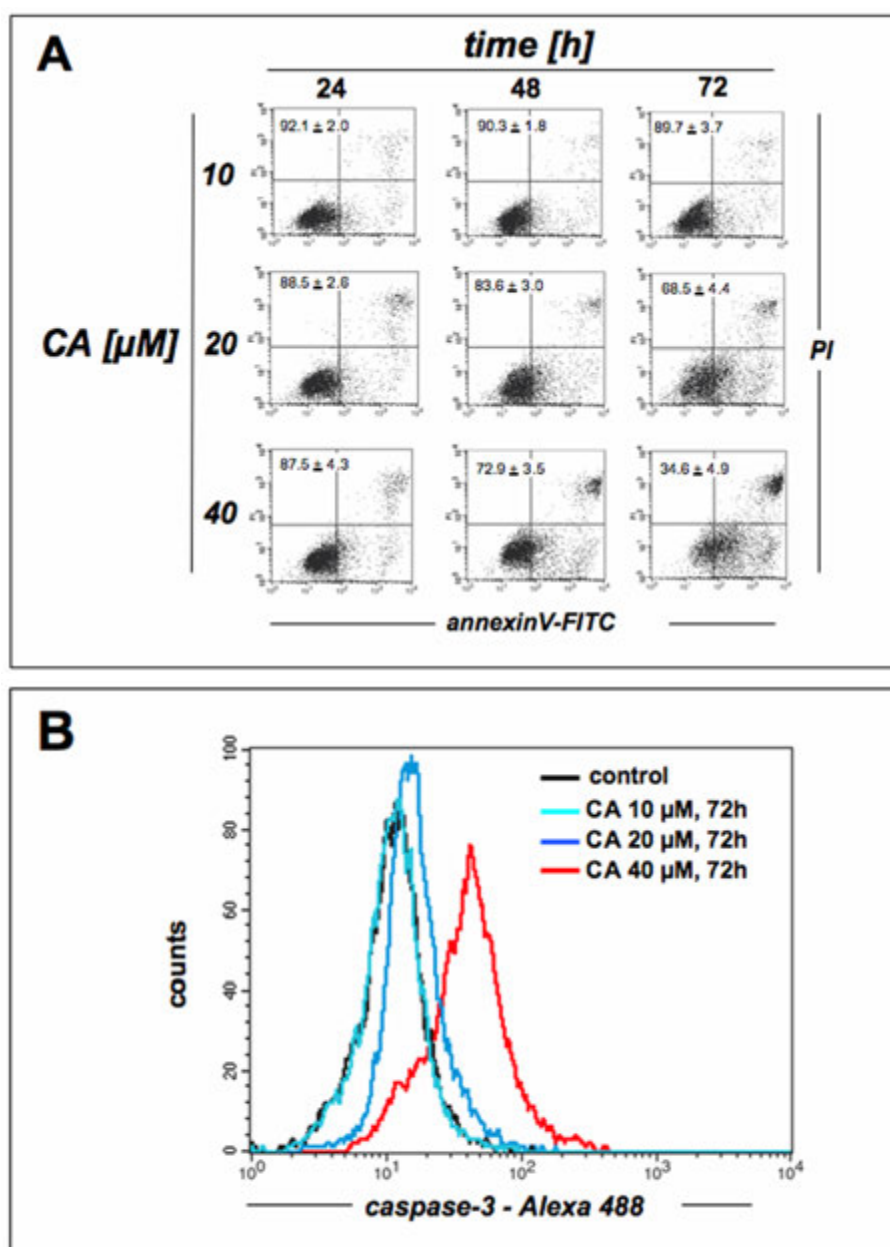 A
time [h]
24 48 72
CA [µM]
10
92.1 ± 2.0
90.3 ± 1.8
89.7 ± 3.7
20
88.5 ± 2.6
83.6 ± 3.0
68.5 ± 4.4
40
87.5 ± 4.3
72.9 ± 3.5
34.6 ± 4.9
PI
annexinV-FITC
B
control
CA 10 µM, 72h
CA 20 µM, 72h
CA 40 µM, 72h
counts
100
80
60
40
20
0
10⁰ 10¹ 10² 10³ 10⁴
caspase-3 - Alexa 488